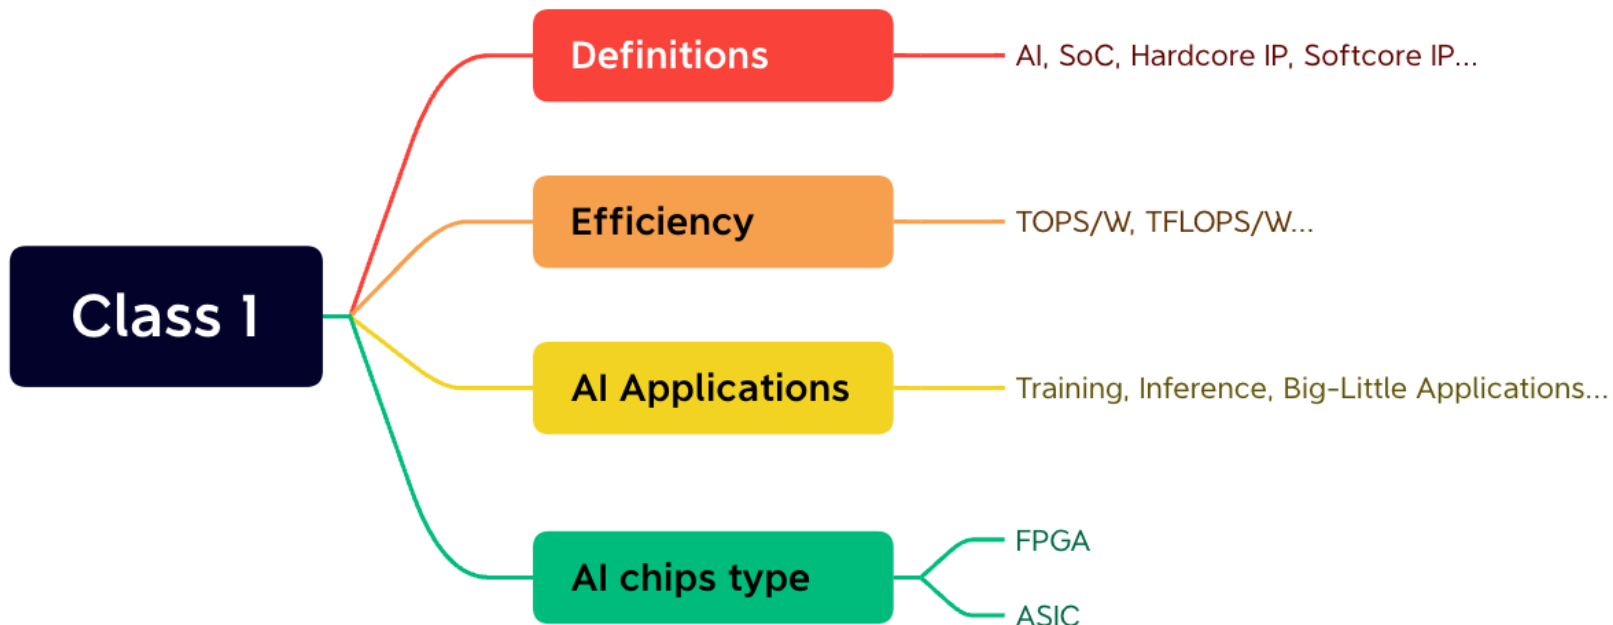 Class 1
Definitions
AI, SoC, Hardcore IP, Softcore IP...
Efficiency
TOPS/W, TFLOPS/W...
AI Applications
Training, Inference, Big-Little Applications...
AI chips type
FPGA
ASIC